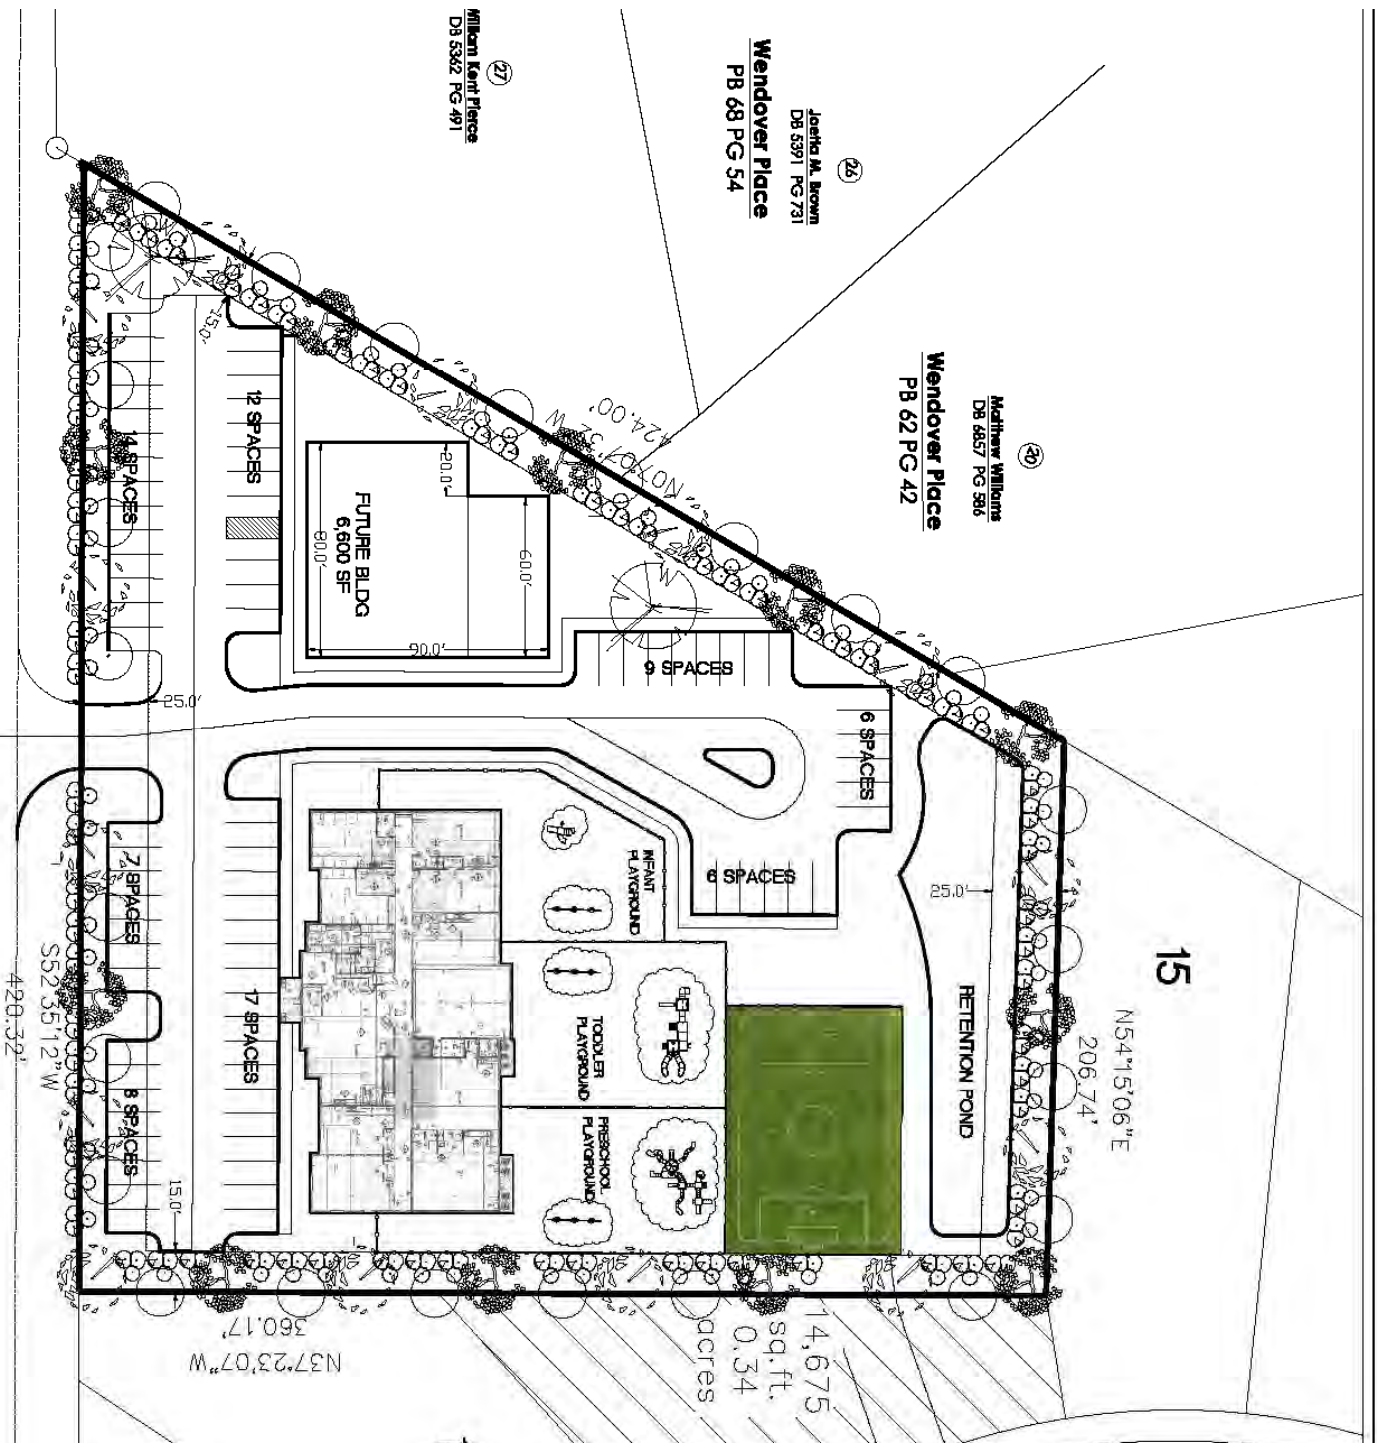 27
William Kent Pierce
DB 5362 PG 491
Wendover Place
PB 68 PG 54
26
Joetta M. Brown
DB 5391 PG 731
20
Matthew Williams
DB 6857 PG 586
Wendover Place
PB 62 PG 42
424.00'
15.0'
12 SPACES
14 SPACES
20.0'
FUTURE BLDG
6,600 SF
80.0'
60.0'
90.0'
9 SPACES
25.0'
6 SPACES
6 SPACES
INFANT
PLAYGROUND
25.0'
RETENTION POND
15
N54°15'06"E
206.74'
7 SPACES
17 SPACES
TODDLER
PLAYGROUND
PRESCHOOL
PLAYGROUND
8 SPACES
15.0'
S52°35'12"W
420.32'
360.17'
N37°23'07"W
14,675
sq.ft.
0.34
acres